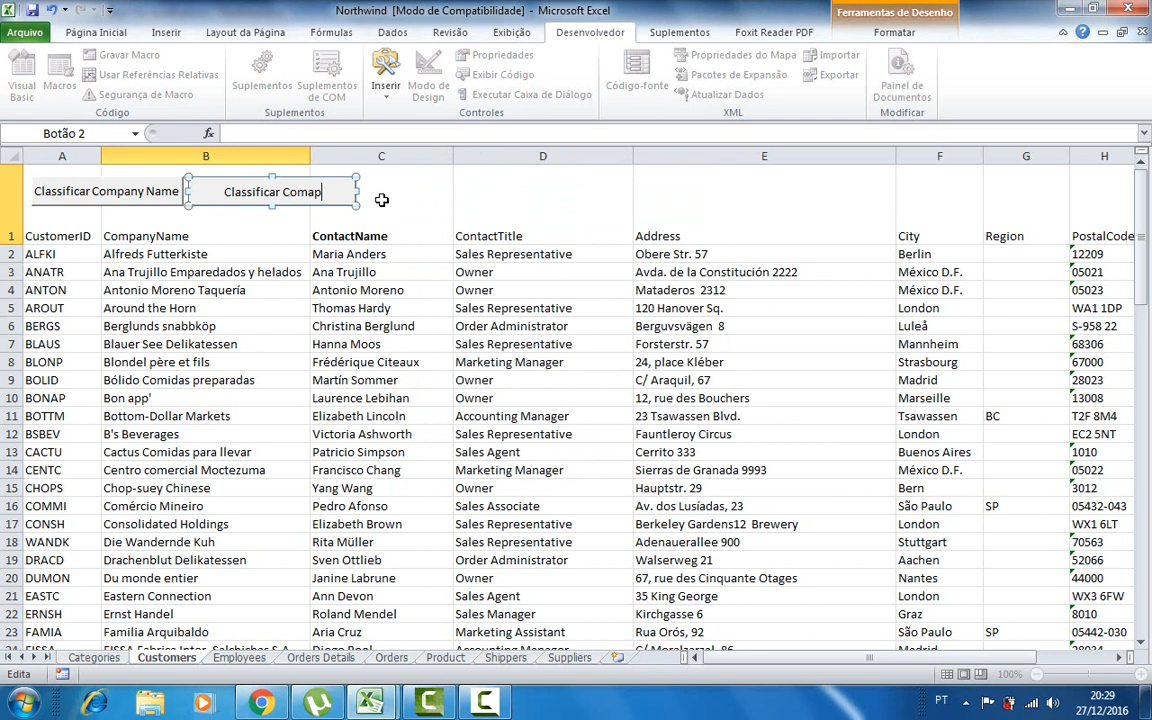 Northwind [Modo de Compatibilidade] - Microsoft Excel
Ferramentas de Desenho
Arquivo Página Inicial Inserir Layout da Página Fórmulas Dados Revisão Exibição Desenvolvedor Suplementos Foxit Reader PDF Formatar
Visual Basic
Macros
Gravar Macro
Usar Referências Relativas
Segurança de Macro
Código
Suplementos
Suplementos de COM
Suplementos
Inserir
Modo de Design
Propriedades
Exibir Código
Executar Caixa de Diálogo
Controles
Código-fonte
Propriedades do Mapa
Pacotes de Expansão
Atualizar Dados
Importar
Exportar
XML
Painel de Documentos
Modificar
Botão 2 fx
A B C D E F G H
Classificar Company Name Classificar Comap
1 CustomerID CompanyName ContactName ContactTitle Address City Region PostalCode
2 ALFKI Alfreds Futterkiste Maria Anders Sales Representative Obere Str. 57 Berlin 12209
3 ANATR Ana Trujillo Emparedados y helados Ana Trujillo Owner Avda. de la Constitución 2222 México D.F. 05021
4 ANTON Antonio Moreno Taquería Antonio Moreno Owner Mataderos 2312 México D.F. 05023
5 AROUT Around the Horn Thomas Hardy Sales Representative 120 Hanover Sq. London WA1 1DP
6 BERGS Berglunds snabbköp Christina Berglund Order Administrator Berguvsvägen 8 Luleå S-958 22
7 BLAUS Blauer See Delikatessen Hanna Moos Sales Representative Forsterstr. 57 Mannheim 68306
8 BLONP Blondel père et fils Frédérique Citeaux Marketing Manager 24, place Kléber Strasbourg 67000
9 BOLID Bólido Comidas preparadas Martín Sommer Owner C/ Araquil, 67 Madrid 28023
10 BONAP Bon app' Laurence Lebihan Owner 12, rue des Bouchers Marseille 13008
11 BOTTM Bottom-Dollar Markets Elizabeth Lincoln Accounting Manager 23 Tsawassen Blvd. Tsawassen BC T2F 8M4
12 BSBEV B's Beverages Victoria Ashworth Sales Representative Fauntleroy Circus London EC2 5NT
13 CACTU Cactus Comidas para llevar Patricio Simpson Sales Agent Cerrito 333 Buenos Aires 1010
14 CENTC Centro comercial Moctezuma Francisco Chang Marketing Manager Sierras de Granada 9993 México D.F. 05022
15 CHOPS Chop-suey Chinese Yang Wang Owner Hauptstr. 29 Bern 3012
16 COMMI Comércio Mineiro Pedro Afonso Sales Associate Av. dos Lusíadas, 23 São Paulo SP 05432-043
17 CONSH Consolidated Holdings Elizabeth Brown Sales Representative Berkeley Gardens12 Brewery London WX1 6LT
18 WANDK Die Wandernde Kuh Rita Müller Sales Representative Adenauerallee 900 Stuttgart 70563
19 DRACD Drachenblut Delikatessen Sven Ottlieb Order Administrator Walserweg 21 Aachen 52066
20 DUMON Du monde entier Janine Labrune Owner 67, rue des Cinquante Otages Nantes 44000
21 EASTC Eastern Connection Ann Devon Sales Agent 35 King George London WX3 6FW
22 ERNSH Ernst Handel Roland Mendel Sales Manager Kirchgasse 6 Graz 8010
23 FAMIA Familia Arquibaldo Aria Cruz Marketing Assistant Rua Orós, 92 São Paulo SP 05442-030
Categories Customers Employees Orders Details Orders Product Shippers Suppliers
Edita 100%
PT 20:29
27/12/2016